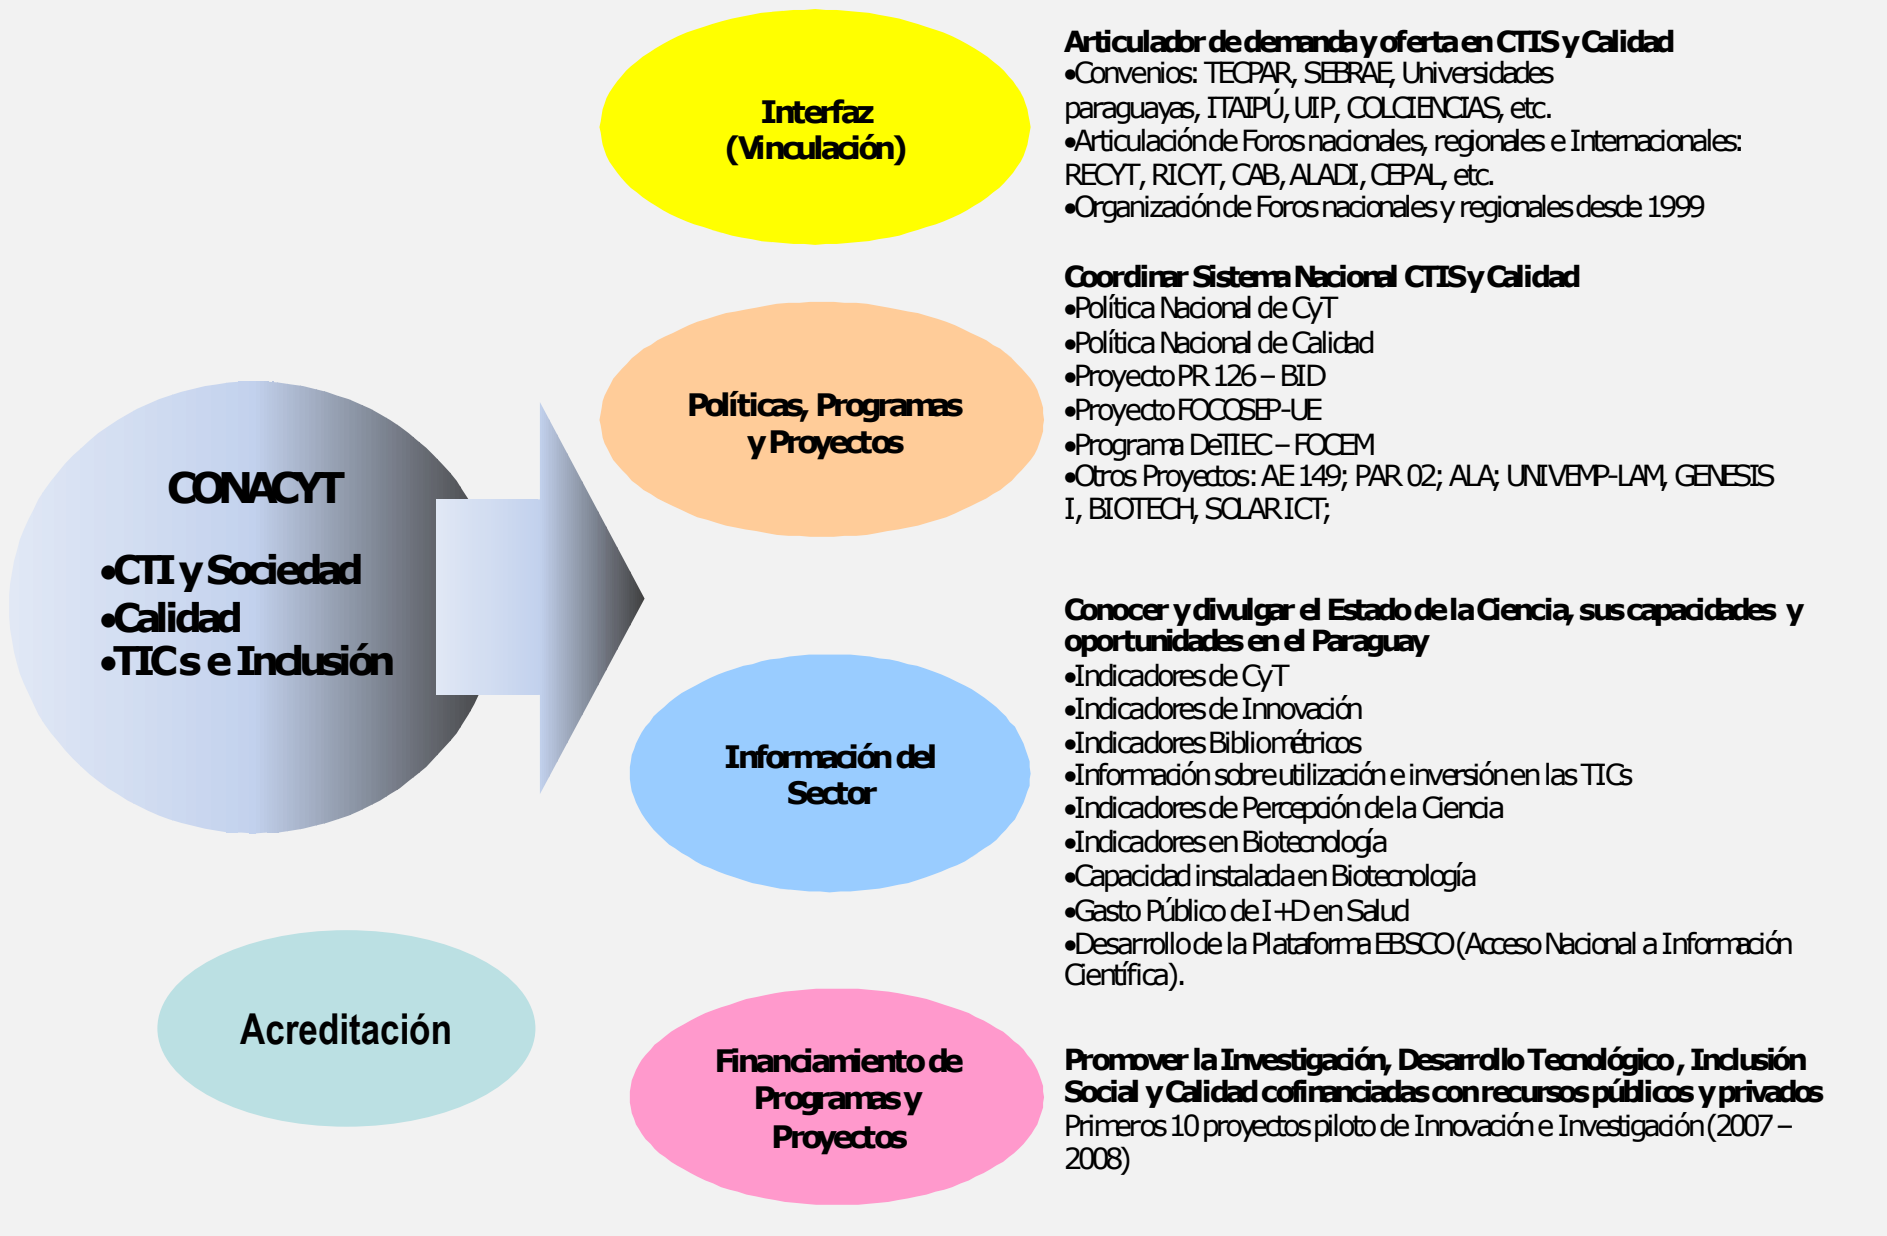 CONACYT
•CTI y Sociedad
•Calidad
•TICs e Inclusión
Acreditación
Interfaz
(Vinculación)
Articulador de demanda y oferta en CTIS y Calidad
•Convenios: TECPAR, SEBRAE, Universidades
paraguayas, ITAIPÚ, UIP, COLCIENCIAS, etc.
•Articulación de Foros nacionales, regionales e Internacionales:
RECYT, RICYT, CAB, ALADI, CEPAL, etc.
•Organización de Foros nacionales y regionales desde 1999
Políticas, Programas
y Proyectos
Coordinar Sistema Nacional CTIS y Calidad
•Política Nacional de CyT
•Política Nacional de Calidad
•Proyecto PR 126 – BID
•Proyecto FOCOSEP-UE
•Programa DeTIEC – FOCEM
•Otros Proyectos: AE 149; PAR 02; ALA; UNIVEMP-LAM, GENESIS
I, BIOTECH, SOLAR ICT;
Información del
Sector
Conocer y divulgar el Estado de la Ciencia, sus capacidades y
oportunidades en el Paraguay
•Indicadores de CyT
•Indicadores de Innovación
•Indicadores Bibliométricos
•Información sobre utilización e inversión en las TICs
•Indicadores de Percepción de la Ciencia
•Indicadores en Biotecnología
•Capacidad instalada en Biotecnología
•Gasto Público de I+D en Salud
•Desarrollo de la Plataforma EBSCO (Acceso Nacional a Información
Científica).
Financiamiento de
Programas y
Proyectos
Promover la Investigación, Desarrollo Tecnológico , Inclusión
Social y Calidad cofinanciadas con recursos públicos y privados
Primeros 10 proyectos piloto de Innovación e Investigación (2007 –
2008)